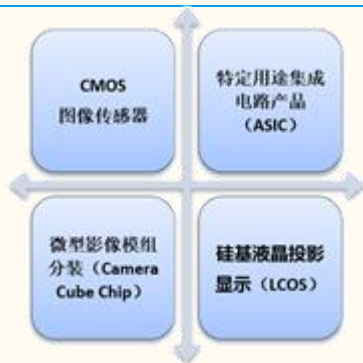 CMOS
图像传感器
特定用途集成
电路产品
（ASIC）
微型影像模组
分装（Camera
Cube Chip）
硅基液晶投影
显示（LCOS）